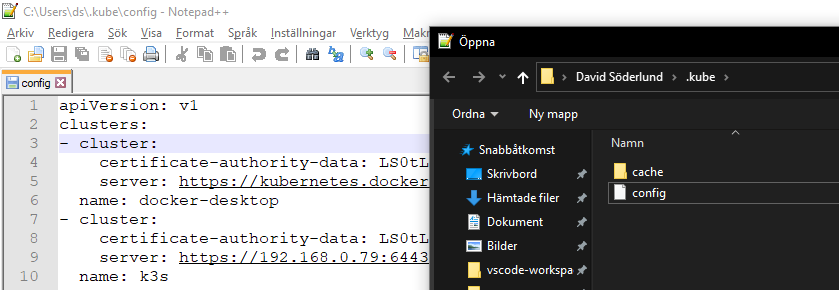 C:\Users\ds\.kube\config - Notepad++
Arkiv Redigera Sök Visa Format Språk Inställningar Verktyg Makr
config
1 apiVersion: v1
2 clusters:
3 - cluster:
4 certificate-authority-data: LS0tL
5 server: https://kubernetes.docker
6 name: docker-desktop
7 - cluster:
8 certificate-authority-data: LS0tL
9 server: https://192.168.0.79:6443
10 name: k3s
Öppna
David Söderlund .kube
Ordna Ny mapp
Snabbåtkomst
Skrivbord
Hämtade filer
Dokument
Bilder
vscode-workspa
Namn
cache
config